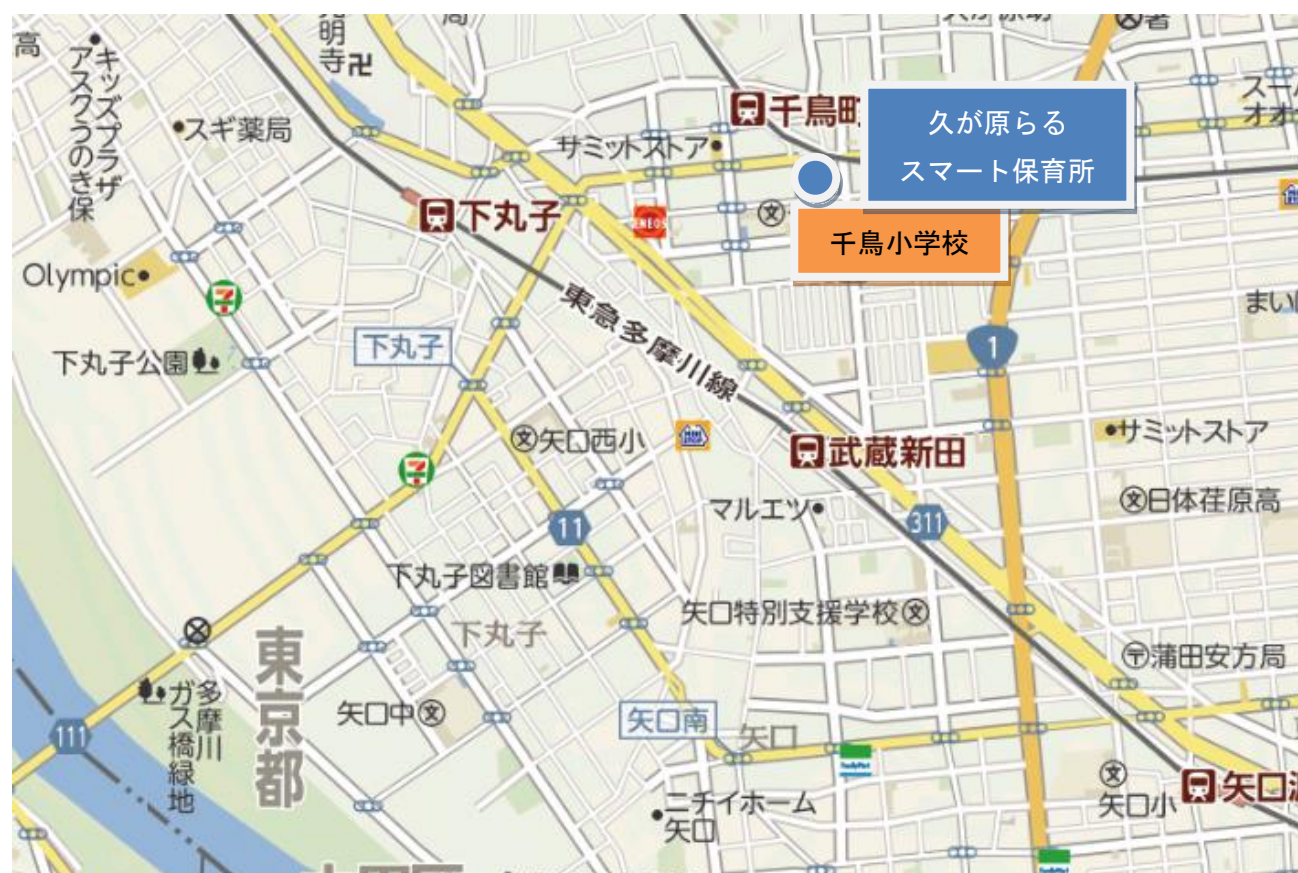 高
キッズプラザ
アスクうのき保
明
寺
スギ薬局
サミットストア
千鳥町
久が原らる
スマート保育所
下丸子
ENEOS
千鳥小学校
Olympic
東急多摩川線
下丸子公園
下丸子
1
矢口西小
武蔵新田
サミットストア
マルエツ
日体荏原高
11
311
下丸子図書館
矢口特別支援学校
下丸子
東京都
蒲田安方局
多摩川
ガス橋緑地
矢口中
矢口南
矢口
111
FamilyMart
ニチイホーム
矢口
矢口小
矢口